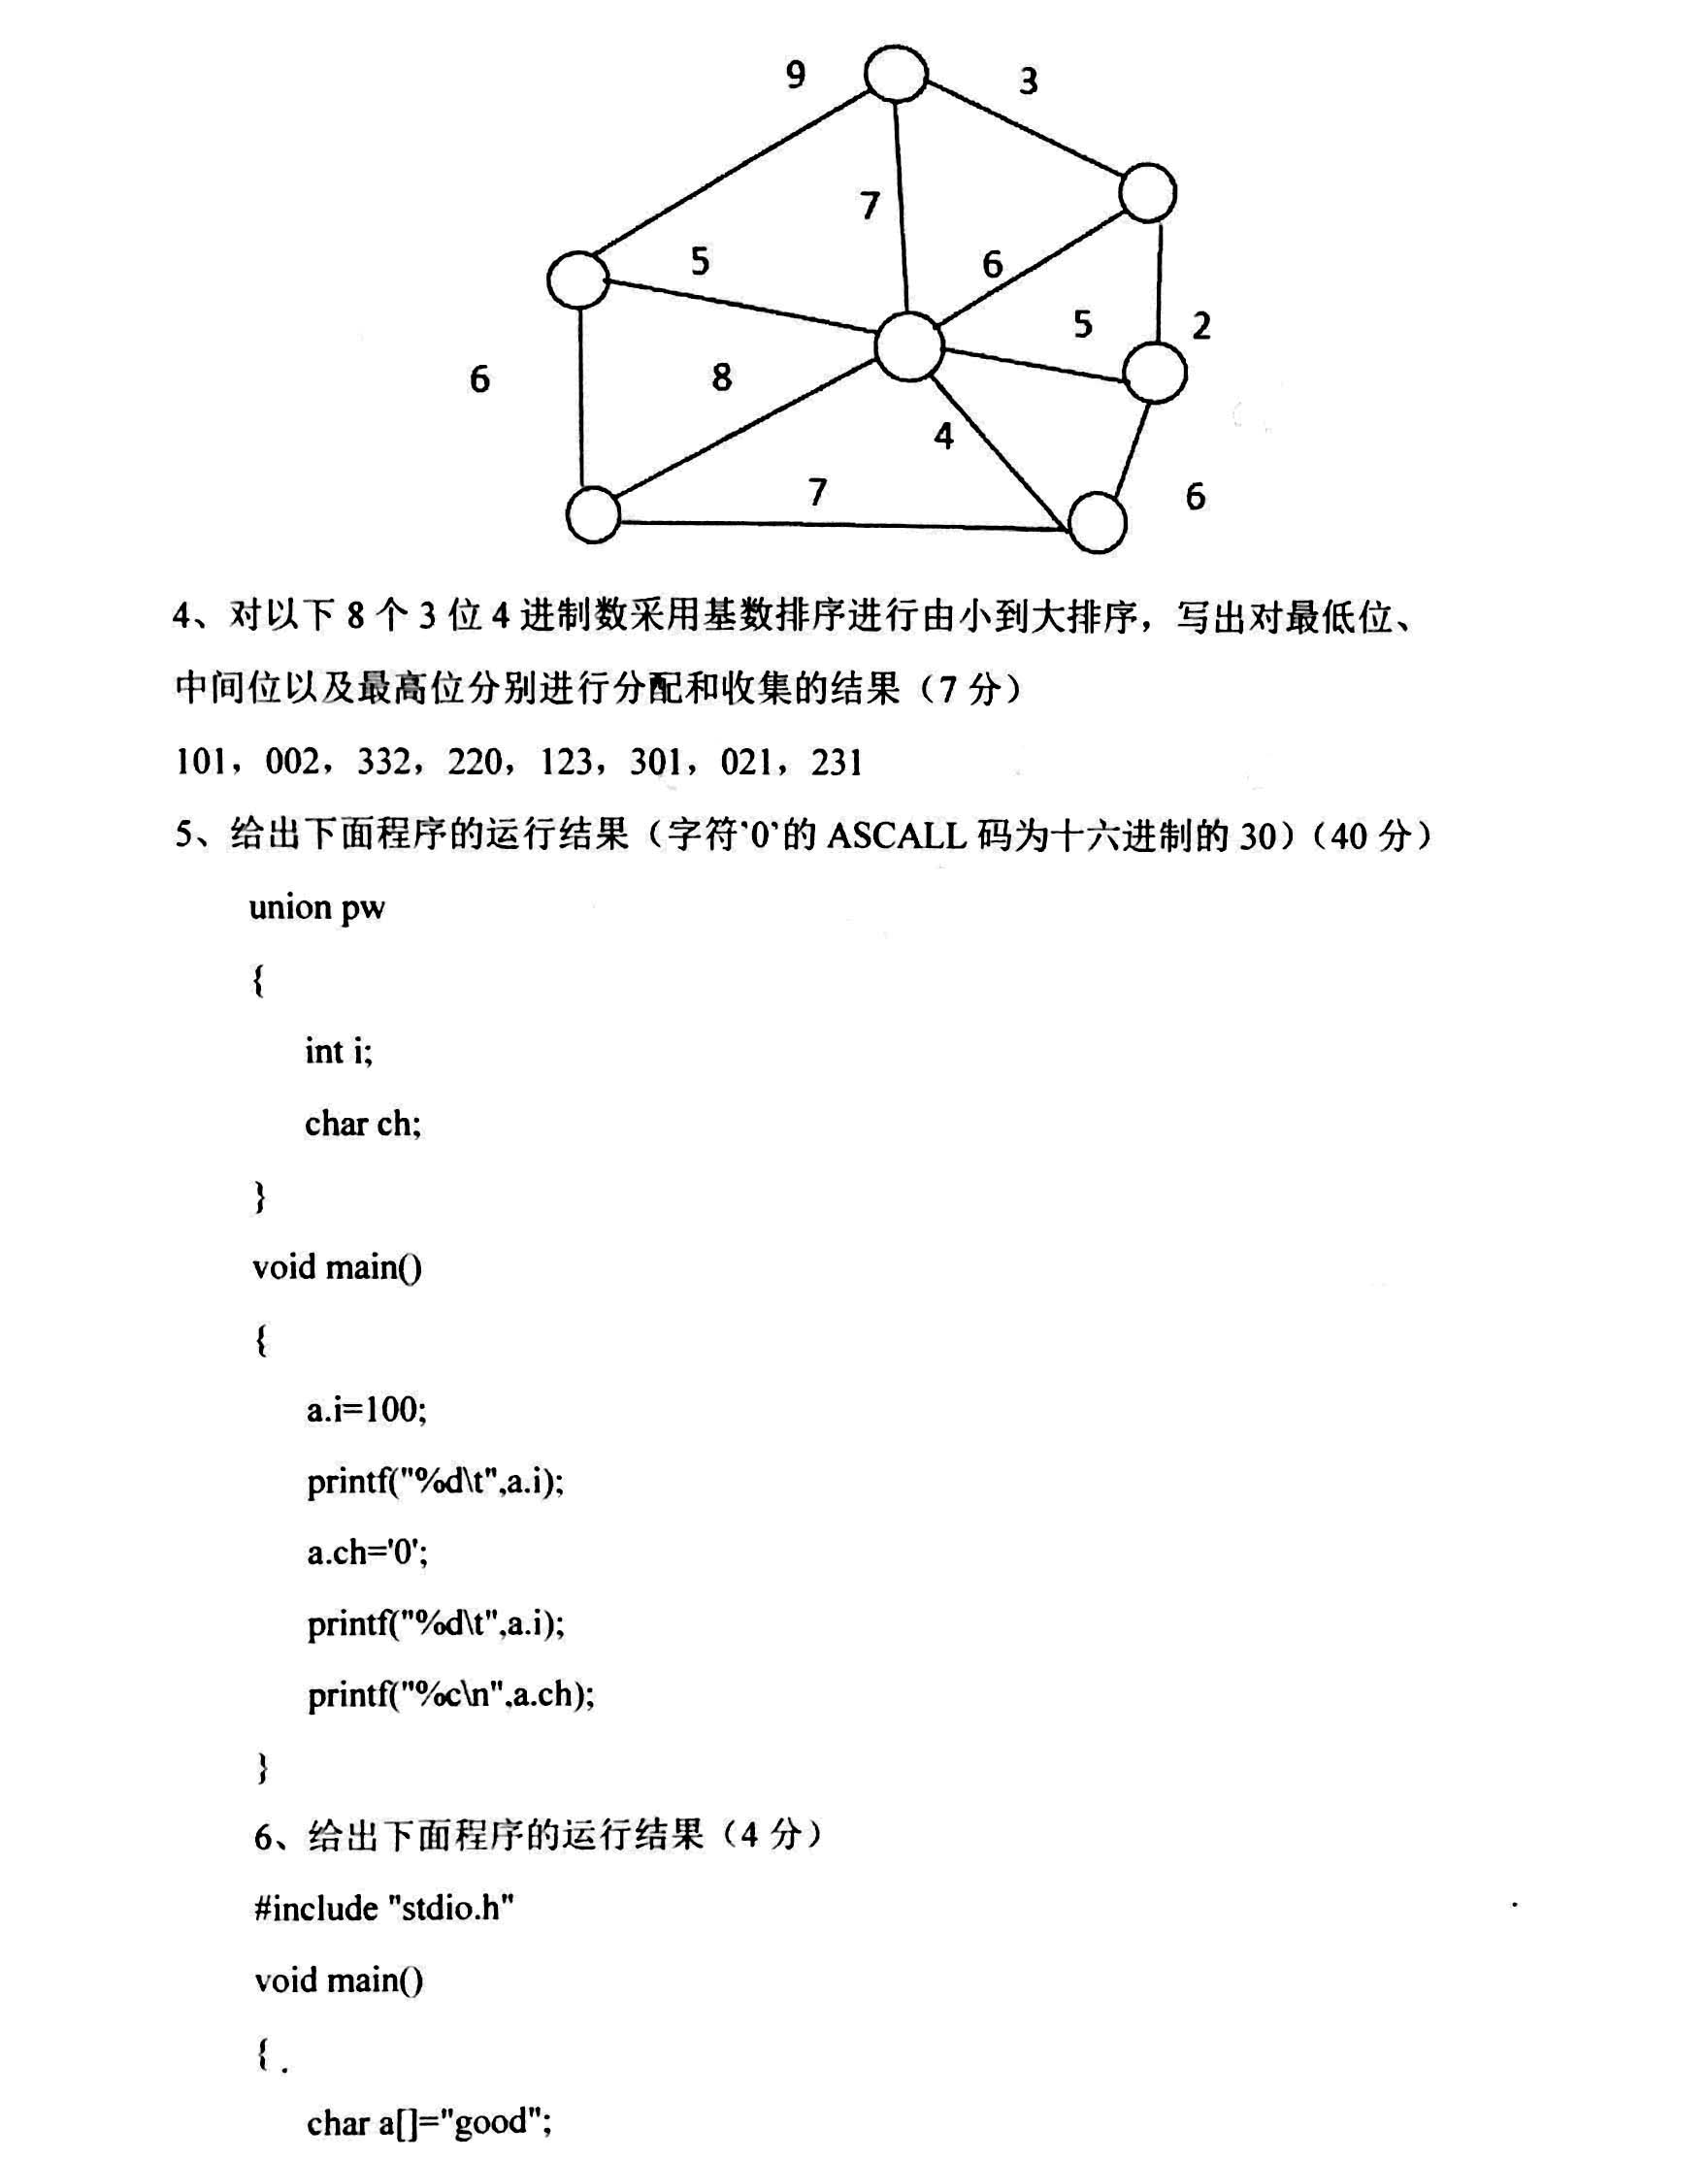 9
3
7
5
6
5
2
6
8
4
7
6
4、对以下 8 个 3 位 4 进制数采用基数排序进行由小到大排序，写出对最低位、
中间位以及最高位分别进行分配和收集的结果（7 分）
101，002，332，220，123，301，021，231
5、给出下面程序的运行结果（字符'0'的 ASCALL 码为十六进制的 30）（40 分）
union pw
{
int i;
char ch;
}
void main()
{
a.i=100;
printf("%d\t",a.i);
a.ch='0';
printf("%d\t",a.i);
printf("%c\n",a.ch);
}
6、给出下面程序的运行结果（4 分）
#include "stdio.h"
void main()
{
char a[]="good";